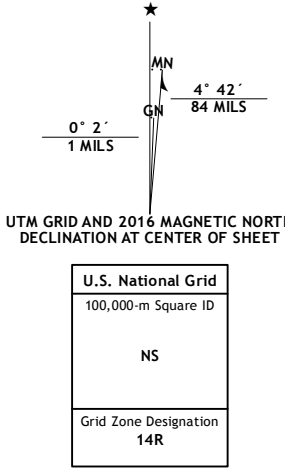 MN
GN
4° 42´
84 MILS
0° 2´
1 MILS
UTM GRID AND 2016 MAGNETIC NORTH
DECLINATION AT CENTER OF SHEET
U.S. National Grid
100,000-m Square ID
NS
Grid Zone Designation
14R